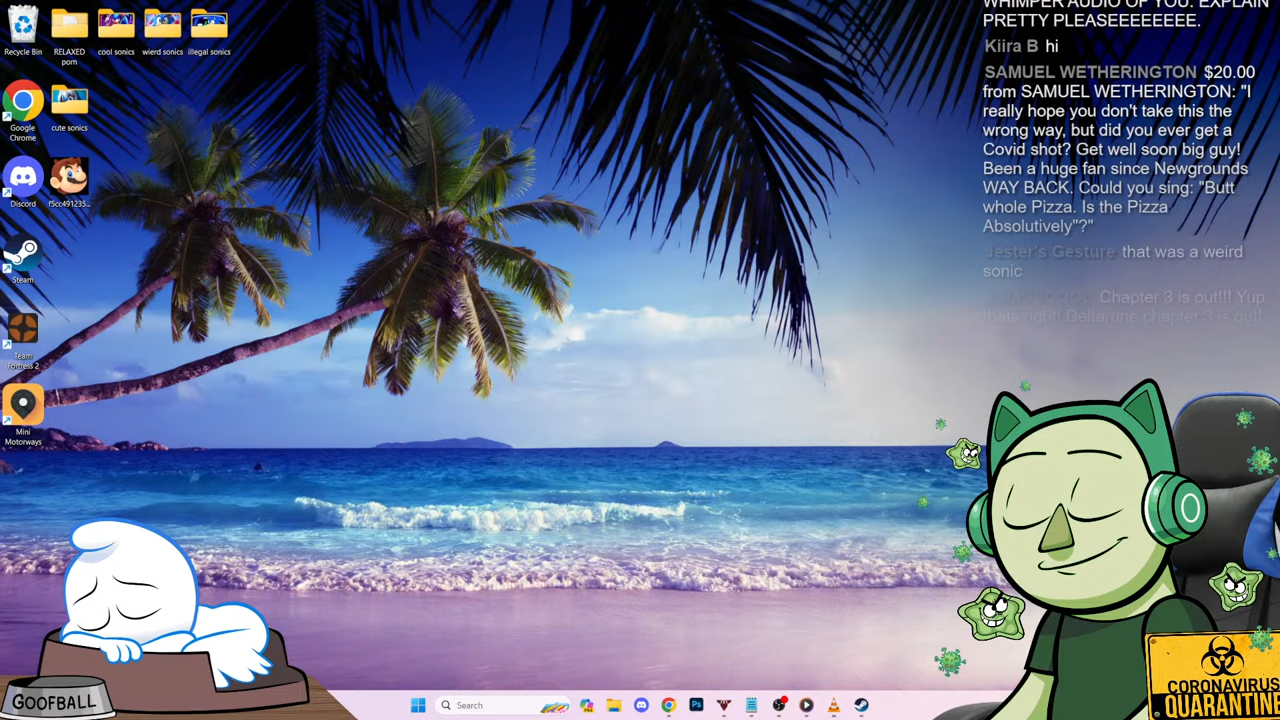 WHIMPER AUDIO OF YOU. EXPLAIN
PRETTY PLEASEEEEEEEE.
Kiira B hi
SAMUEL WETHERINGTON $20.00
from SAMUEL WETHERINGTON: "I
really hope you don't take this the
wrong way, but did you ever get a
Covid shot? Get well soon big guy!
Been a huge fan since Newgrounds
WAY BACK. Could you sing: "Butt
whole Pizza. Is the Pizza
Absolutively"?"
Jester's Gesture that was a weird
sonic
Chapter 3 is out!!! Yup
thats right! Deltarune chapter 3 is out!
Recycle Bin
RELAXED
porn
cool sonics
wierd sonics
illegal sonics
Google
Chrome
cute sonics
Discord
f5cc491235...
Steam
Team
Fortress 2
Mini
Motorways
GOOFBALL
Search
Ps
CORONAVIRUS
QUARANTINE